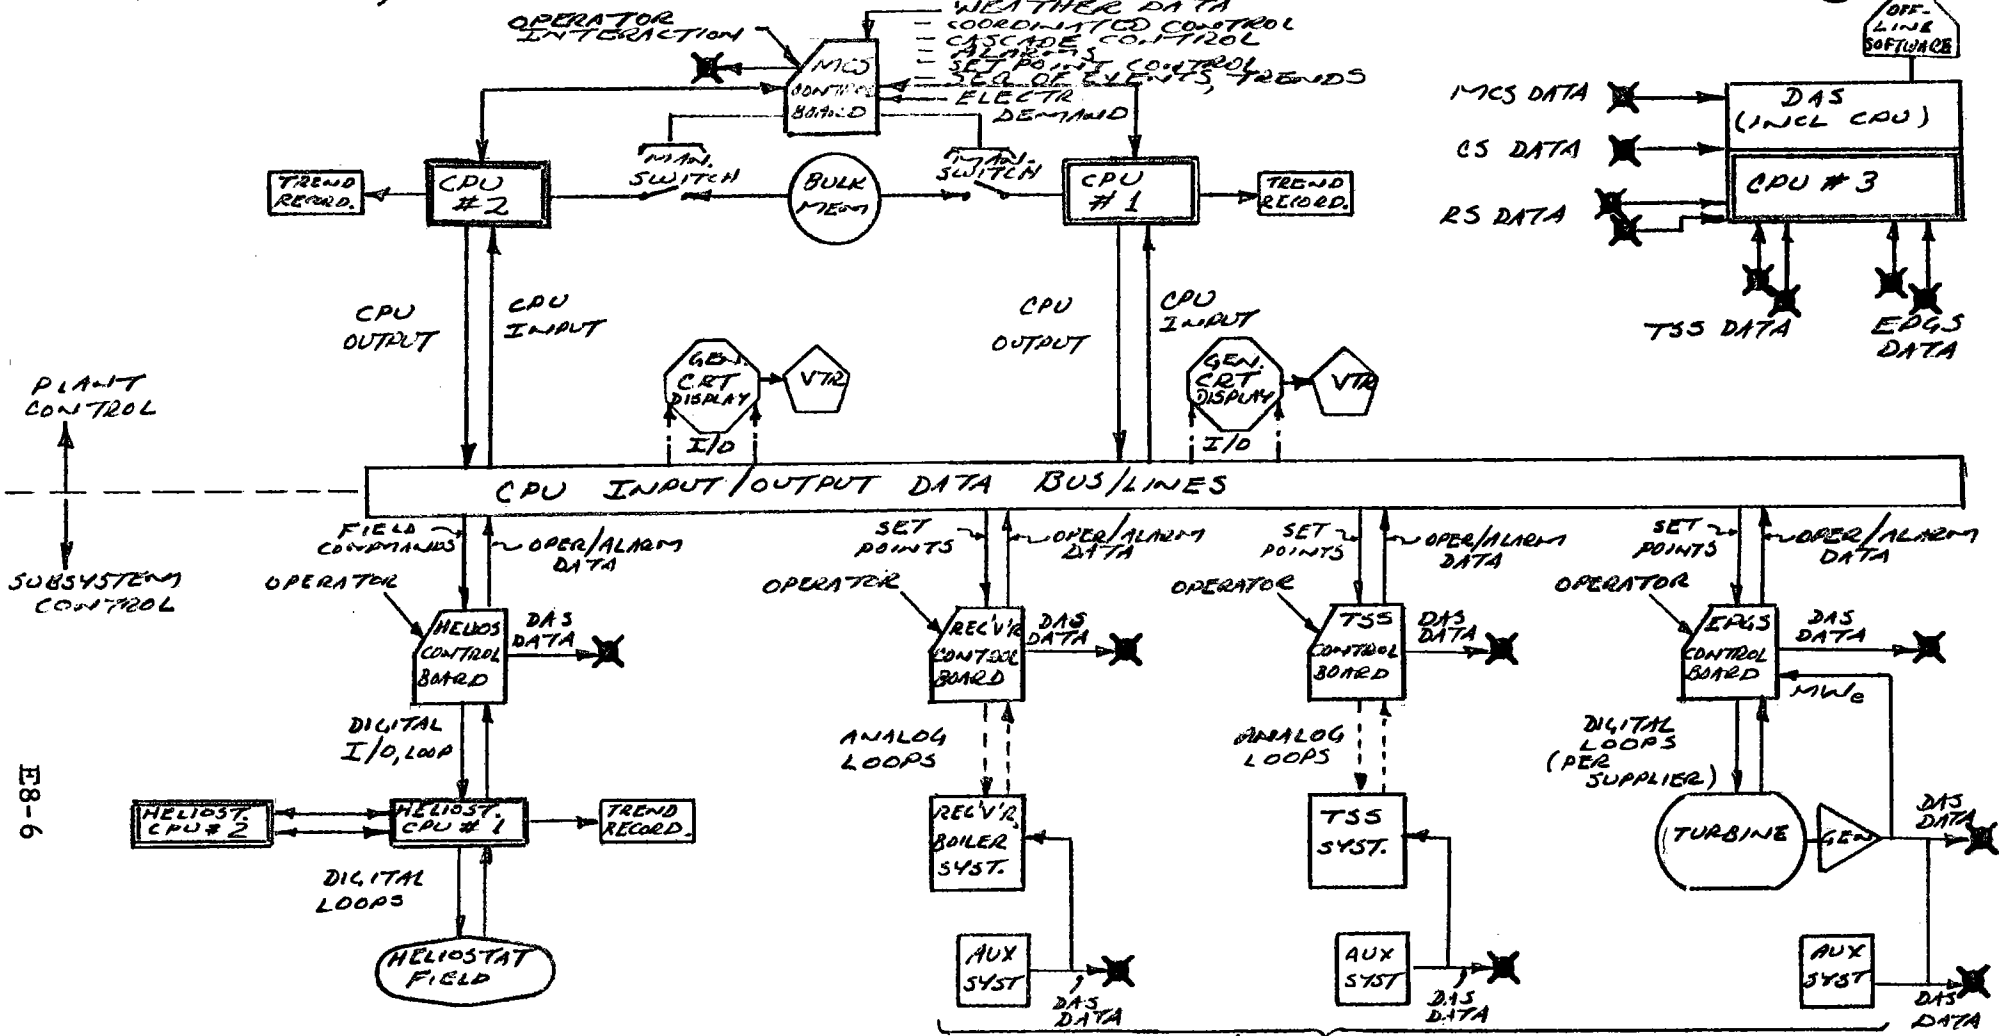 OPERATOR
INTERACTION
WEATHER DATA
- COORDINATED CONTROL
- CASCADE CONTROL
- ALARMS
- SET POINT CONTROL
- SEQ OF EVENTS, TRENDS
ELECTR
DEMAND
MCS
CONTROL
BOARD
OFF-
LINE
SOFTWARE
MCS DATA
CS DATA
RS DATA
DAS
(INCL CPU)
CPU #3
TSS DATA
EPGS
DATA
TREND
RECORD.
CPU
#2
MAN.
SWITCH
BULK
MEM
MAN.
SWITCH
CPU
#1
TREND
RECORD.
CPU
OUTPUT
CPU
INPUT
GEN.
CRT
DISPLAY
VTR
I/O
CPU
OUTPUT
CPU
INPUT
GEN.
CRT
DISPLAY
VTR
I/O
PLANT
CONTROL
SUBSYSTEM
CONTROL
CPU INPUT/OUTPUT DATA BUS/LINES
FIELD
COMMANDS
OPER/ALARM
DATA
OPERATOR
HELIOS
CONTROL
BOARD
DAS
DATA
SET
POINTS
OPER/ALARM
DATA
OPERATOR
REC'V'R
CONTROL
BOARD
DAS
DATA
SET
POINTS
OPER/ALARM
DATA
OPERATOR
TSS
CONTROL
BOARD
DAS
DATA
SET
POINTS
OPER/ALARM
DATA
OPERATOR
EPGS
CONTROL
BOARD
DAS
DATA
MWe
DIGITAL
I/O, LOOP
ANALOG
LOOPS
ANALOG
LOOPS
DIGITAL
LOOPS
(PER
SUPPLIER)
HELIOST.
CPU #2
HELIOST.
CPU #1
TREND
RECORD.
REC'V'R
BOILER
SYST.
TSS
SYST.
TURBINE
GEN
DAS
DATA
DIGITAL
LOOPS
HELIOSTAT
FIELD
AUX
SYST
DAS
DATA
AUX
SYST
DAS
DATA
AUX
SYST
DAS
DATA
E8-6